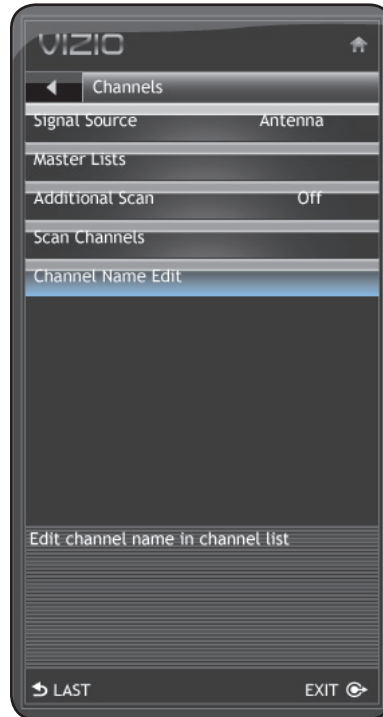 VIZIO
Channels
Signal Source Antenna
Master Lists
Additional Scan Off
Scan Channels
Channel Name Edit
Edit channel name in channel list
LAST EXIT